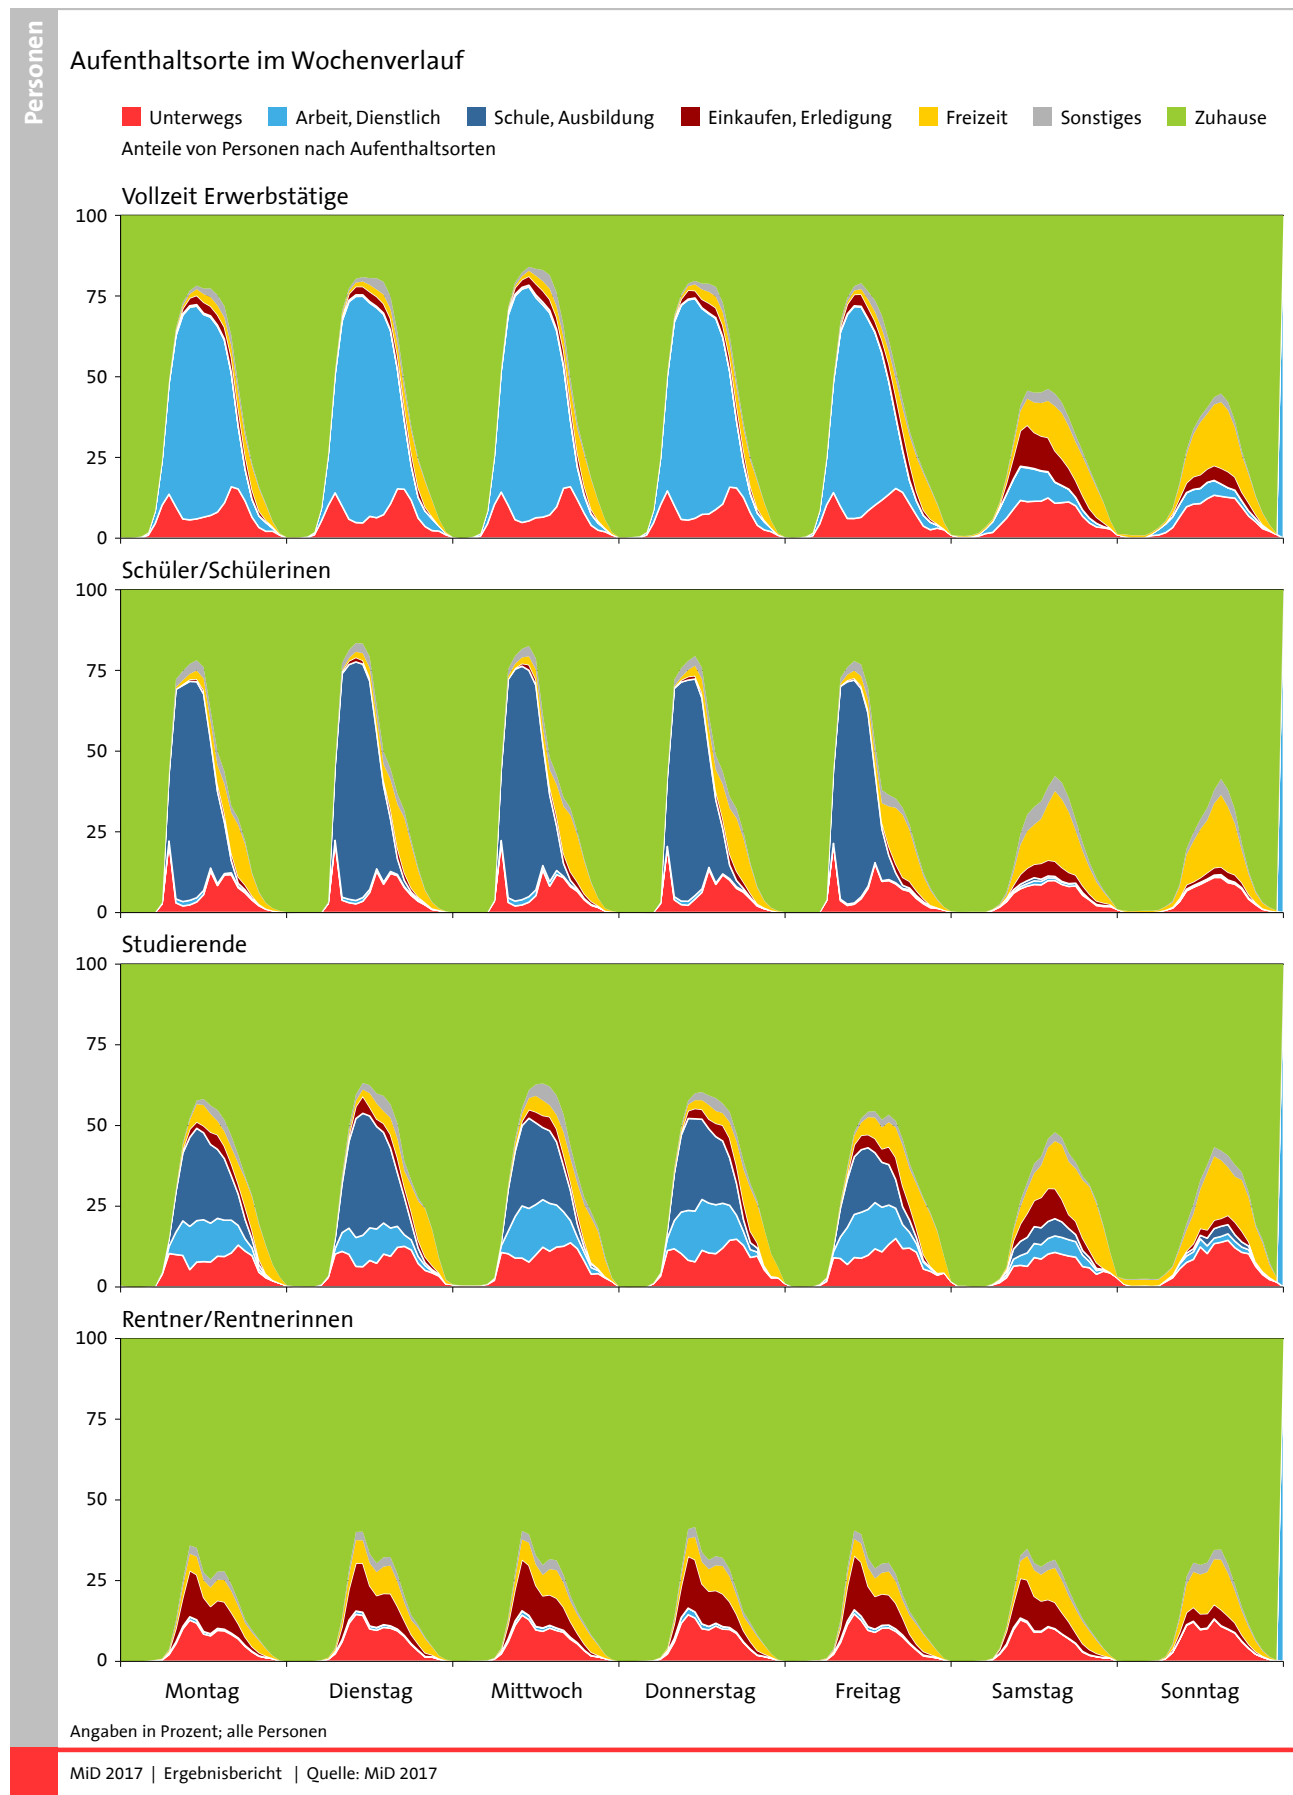 Personen
Aufenthaltsorte im Wochenverlauf
Unterwegs Arbeit, Dienstlich Schule, Ausbildung Einkaufen, Erledigung Freizeit Sonstiges Zuhause
Anteile von Personen nach Aufenthaltsorten
Vollzeit Erwerbstätige
100
75
50
25
0
Schüler/Schülerinen
100
75
50
25
0
Studierende
100
75
50
25
0
Rentner/Rentnerinnen
100
75
50
25
0
Montag Dienstag Mittwoch Donnerstag Freitag Samstag Sonntag
Angaben in Prozent; alle Personen
MiD 2017 | Ergebnisbericht | Quelle: MiD 2017